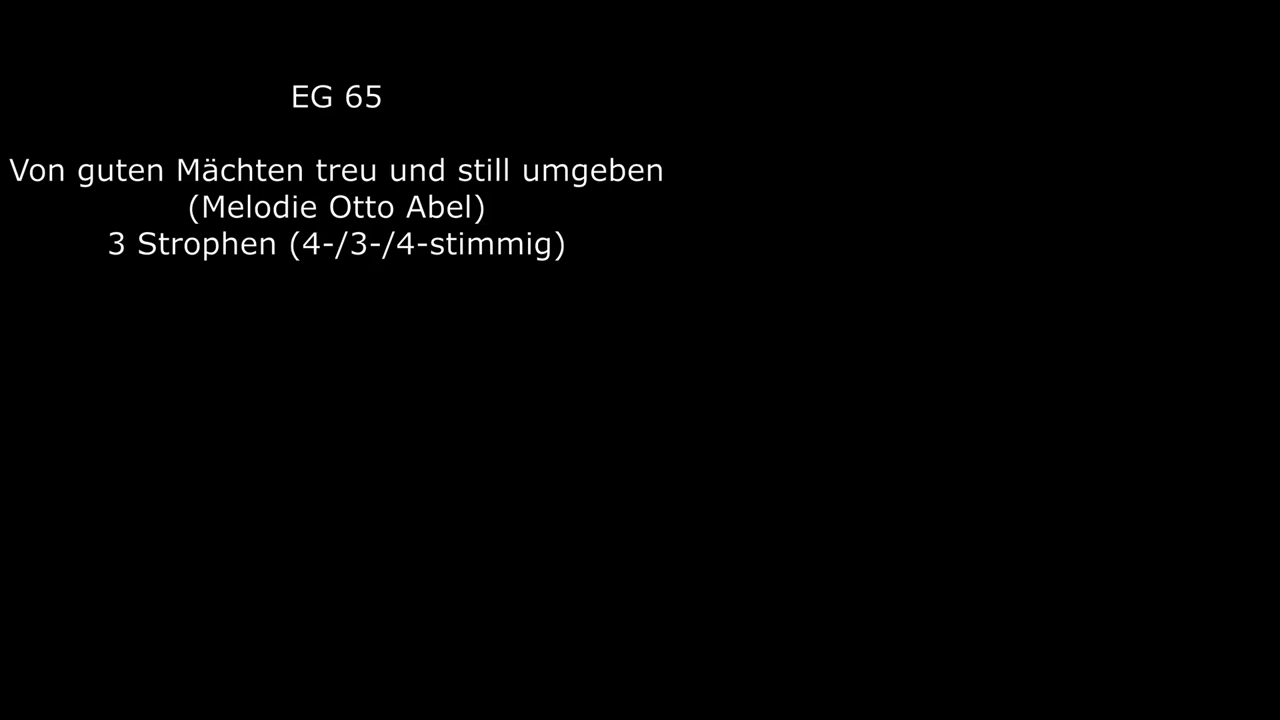 EG 65
Von guten Mächten treu und still umgeben
(Melodie Otto Abel)
3 Strophen (4-/3-/4-stimmig)